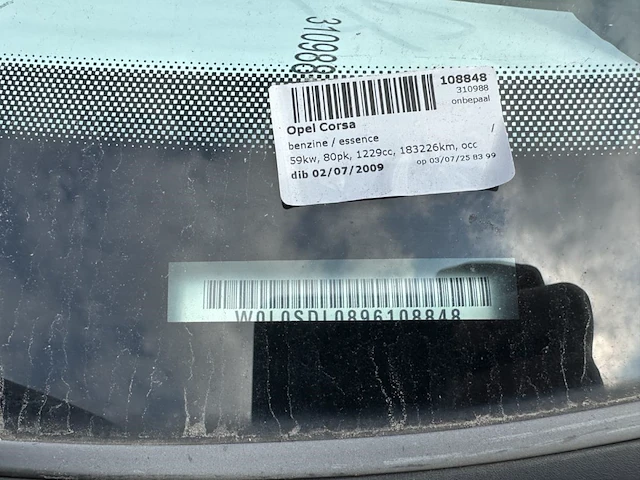 310988
108848
310988
onbepaal
Opel Corsa
benzine / essence /
59kw, 80pk, 1229cc, 183226km, occ
dib 02/07/2009 op 03/07/25 B3 99
W0L0SDL0896108848